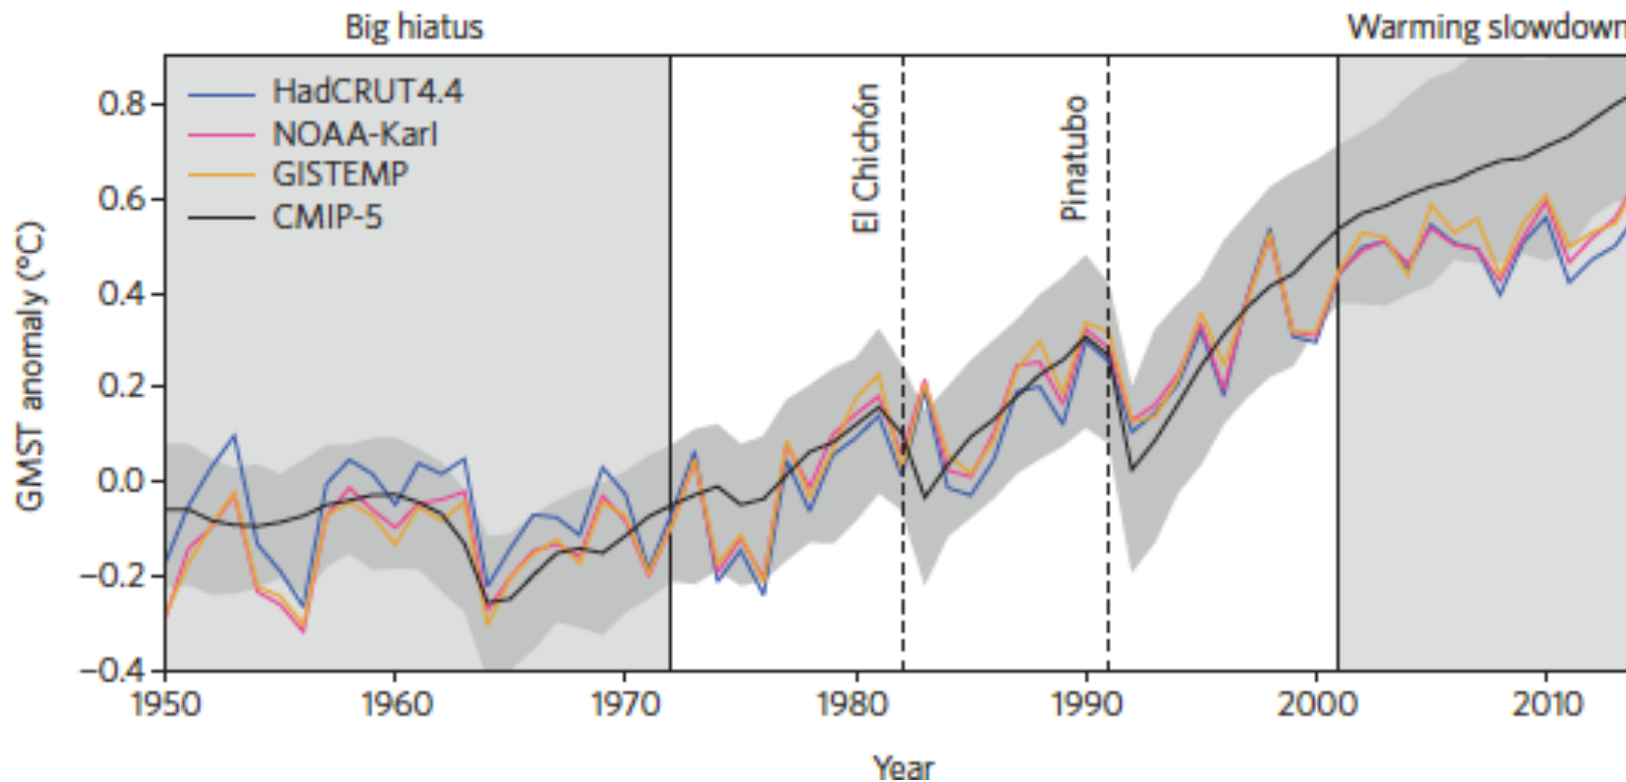 Big hiatus
Warming slowdown
HadCRUT4.4
NOAA-Karl
GISTEMP
CMIP-5
El Chichón
Pinatubo
GMST anomaly (°C)
0.8
0.6
0.4
0.2
0.0
−0.2
−0.4
1950
1960
1970
1980
1990
2000
2010
Year